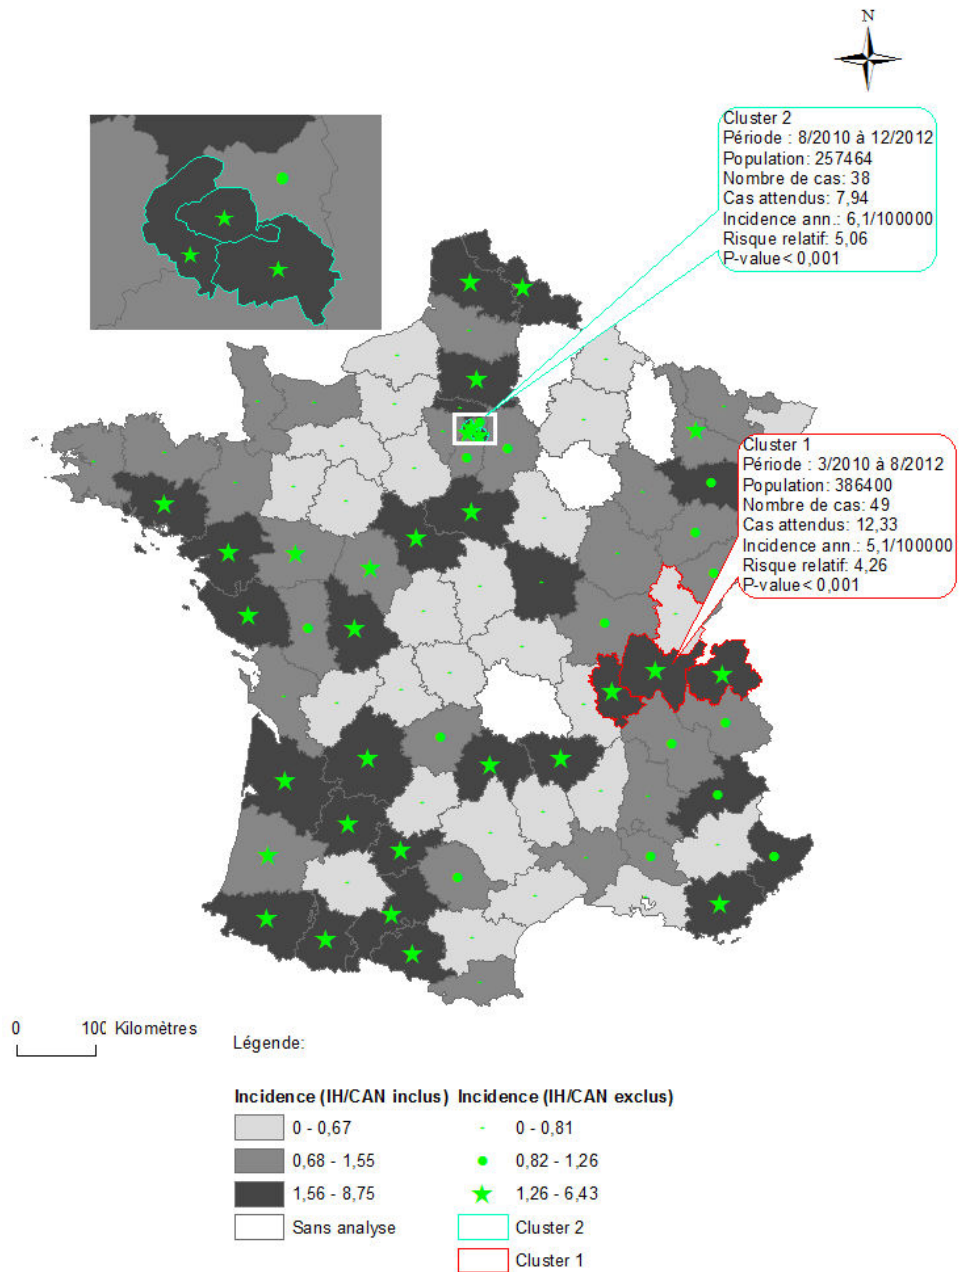 N
Cluster 2
Période : 8/2010 à 12/2012
Population: 257464
Nombre de cas: 38
Cas attendus: 7,94
Incidence ann.: 6,1/100000
Risque relatif: 5,06
P-value< 0,001
Cluster 1
Période : 3/2010 à 8/2012
Population: 386400
Nombre de cas: 49
Cas attendus: 12,33
Incidence ann.: 5,1/100000
Risque relatif: 4,26
P-value< 0,001
0 100 Kilomètres
Légende:
Incidence (IH/CAN inclus) Incidence (IH/CAN exclus)
0 - 0,67 0 - 0,81
0,68 - 1,55 0,82 - 1,26
1,56 - 8,75 1,26 - 6,43
Sans analyse Cluster 2
Cluster 1